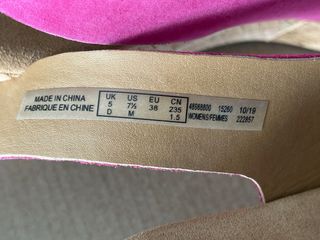 MADE IN CHINA
FABRIQUE EN CHINE
UK US EU CN
5 7½ 38 235
D M 1.5
48988800 15260 10/19
WOMENS/FEMMES 222857